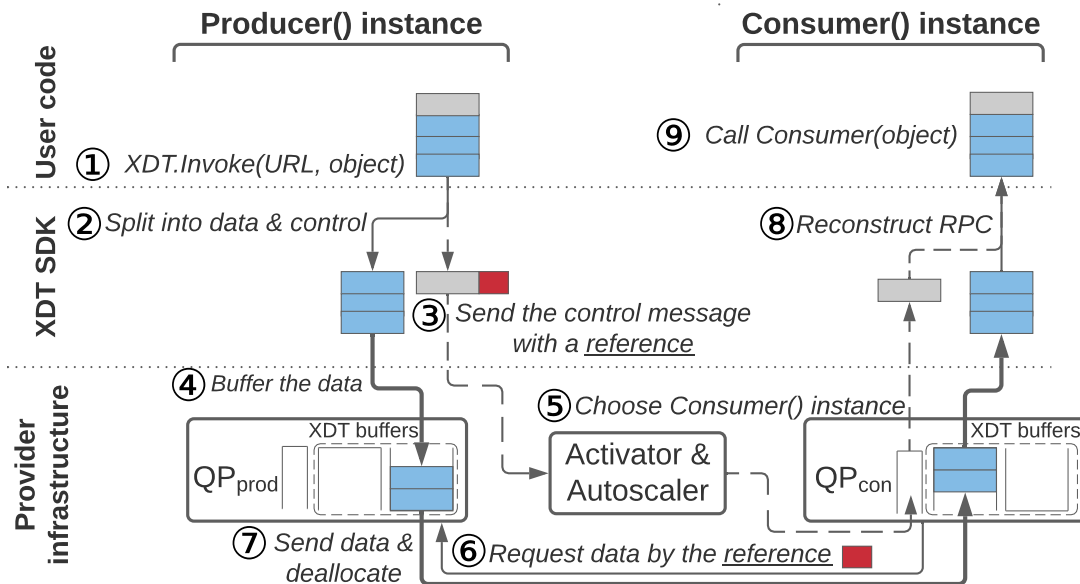 Producer() instance
Consumer() instance
User code
① XDT.Invoke(URL, object)
⑨ Call Consumer(object)
XDT SDK
② Split into data & control
⑧ Reconstruct RPC
③ Send the control message
with a reference
Provider
infrastructure
④ Buffer the data
⑤ Choose Consumer() instance
XDT buffers
QPprod
Activator &
Autoscaler
XDT buffers
QPcon
⑦ Send data &
deallocate
⑥ Request data by the reference